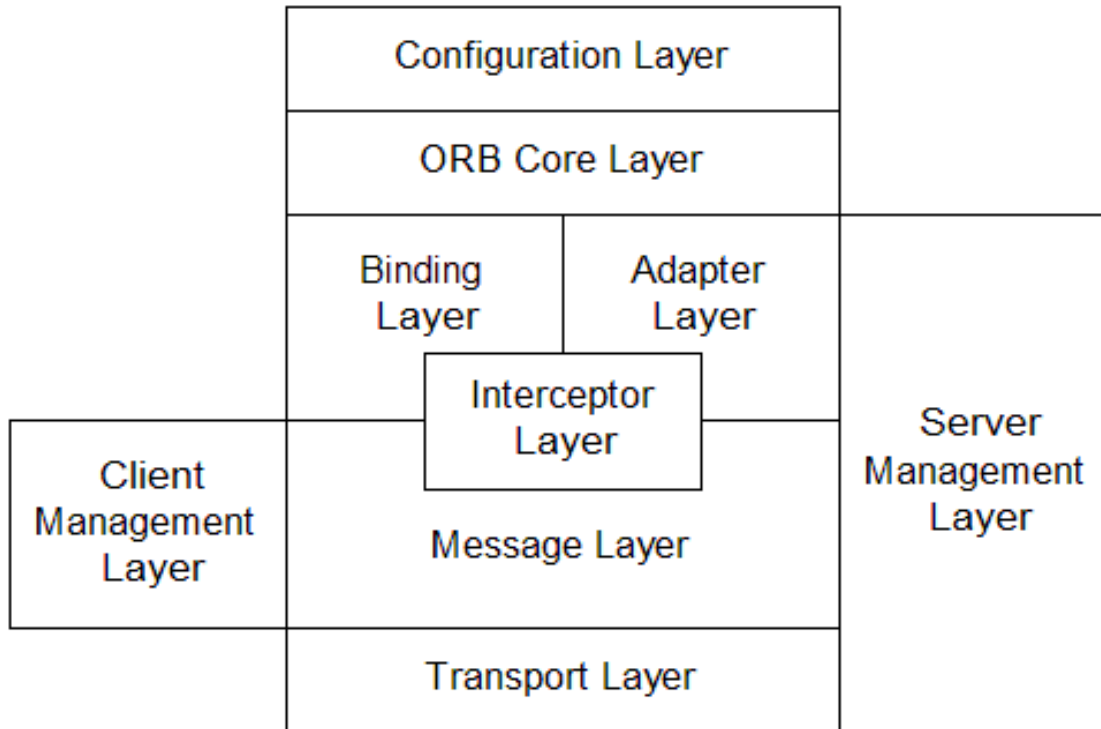 Configuration Layer
ORB Core Layer
Binding
Layer
Adapter
Layer
Interceptor
Layer
Client
Management
Layer
Message Layer
Server
Management
Layer
Transport Layer